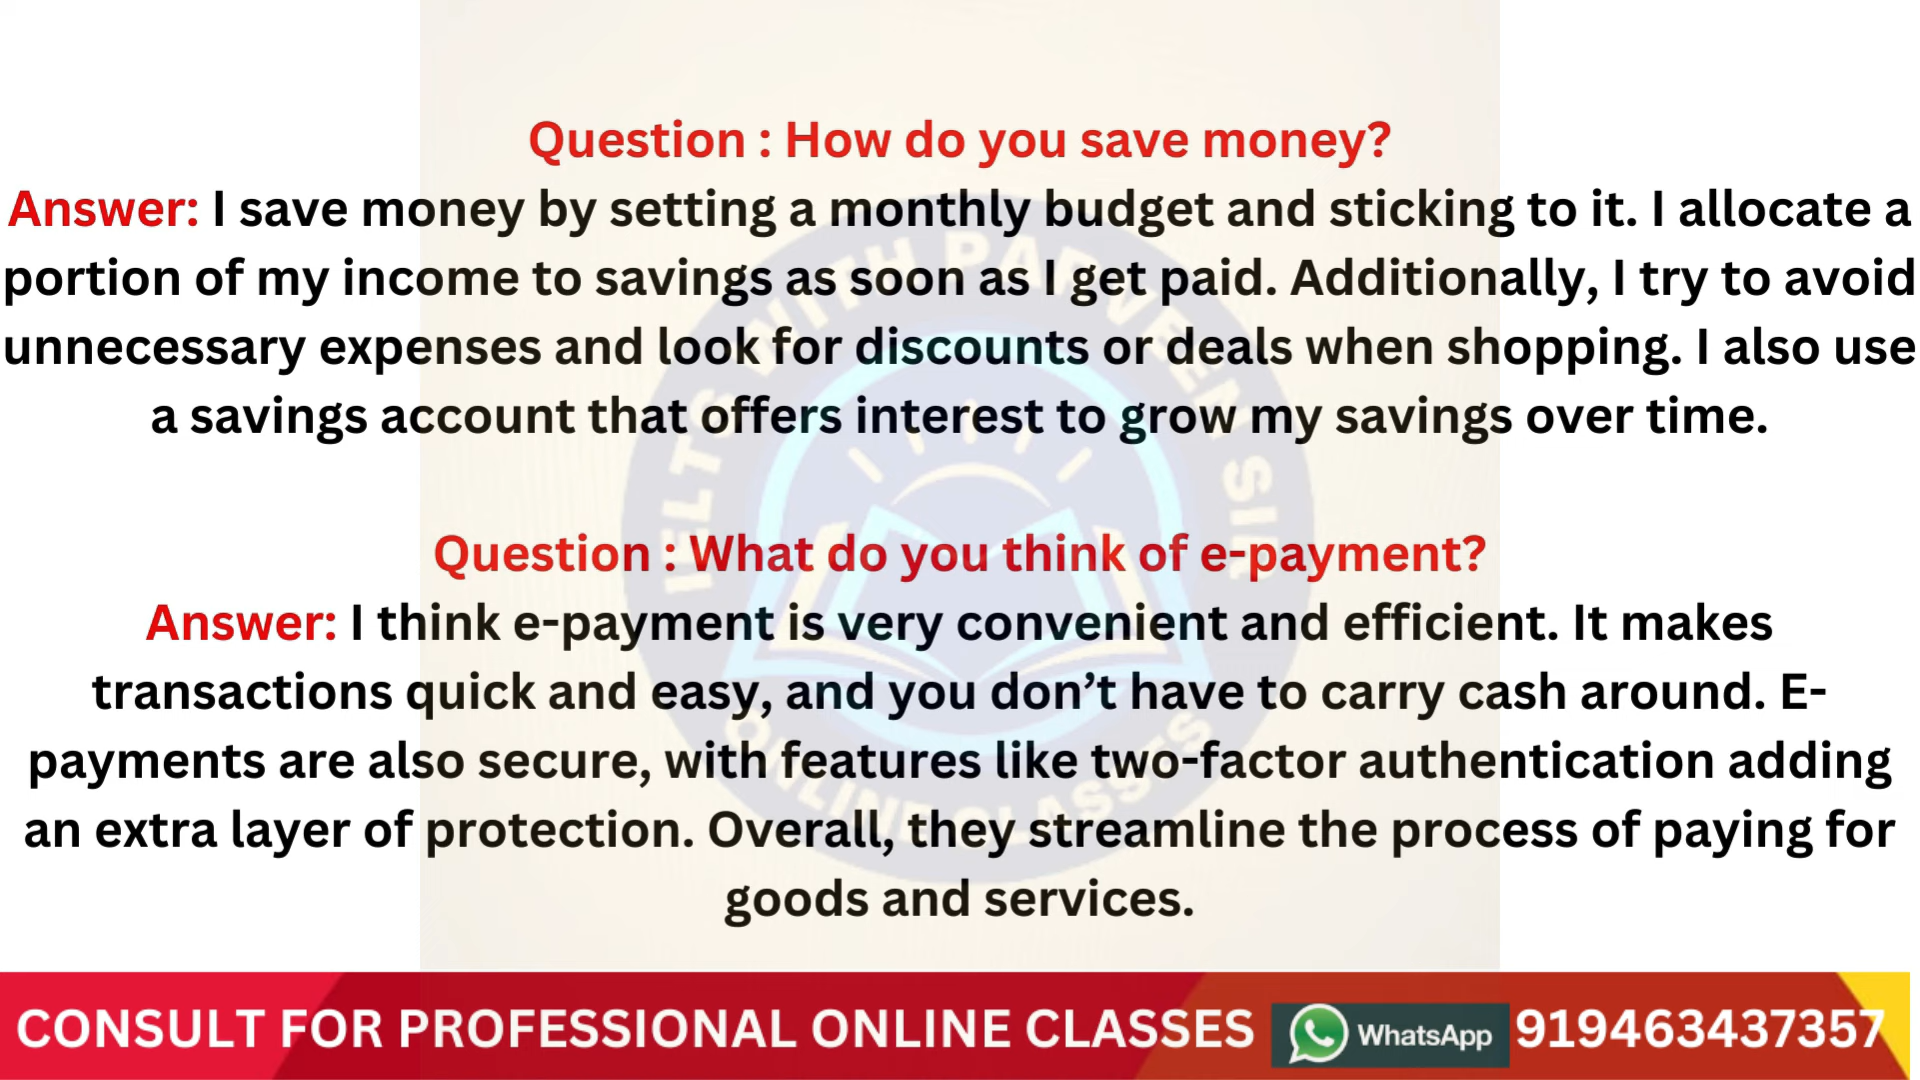 Question : How do you save money?
Answer: I save money by setting a monthly budget and sticking to it. I allocate a
portion of my income to savings as soon as I get paid. Additionally, I try to avoid
unnecessary expenses and look for discounts or deals when shopping. I also use
a savings account that offers interest to grow my savings over time.
IELTS WITH PARVEEN SIR
Question : What do you think of e-payment?
Answer: I think e-payment is very convenient and efficient. It makes
transactions quick and easy, and you don’t have to carry cash around. E-
payments are also secure, with features like two-factor authentication adding
an extra layer of protection. Overall, they streamline the process of paying for
goods and services.
ONLINE CLASSES
CONSULT FOR PROFESSIONAL ONLINE CLASSES WhatsApp 919463437357